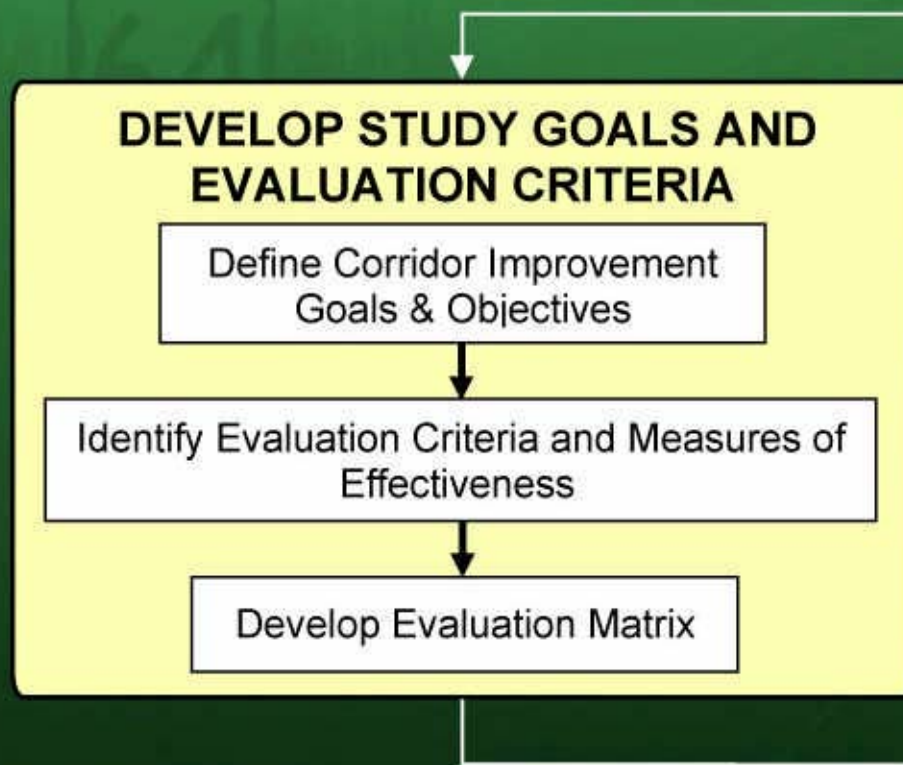 DEVELOP STUDY GOALS AND
EVALUATION CRITERIA
Define Corridor Improvement
Goals & Objectives
Identify Evaluation Criteria and Measures of
Effectiveness
Develop Evaluation Matrix